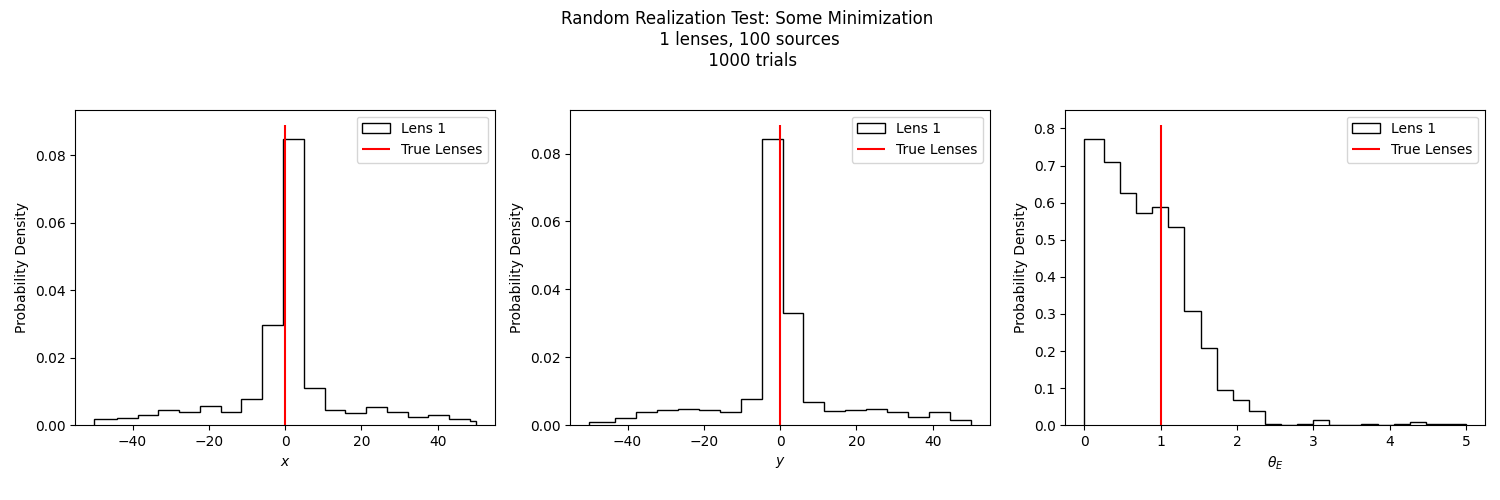 Random Realization Test: Some Minimization
1 lenses, 100 sources
1000 trials
Probability Density
0.00
0.02
0.04
0.06
0.08
−40
−20
0
20
40
x
Lens 1
True Lenses
Probability Density
0.00
0.02
0.04
0.06
0.08
−40
−20
0
20
40
y
Lens 1
True Lenses
Probability Density
0.0
0.1
0.2
0.3
0.4
0.5
0.6
0.7
0.8
0
1
2
3
4
5
θ_E
Lens 1
True Lenses